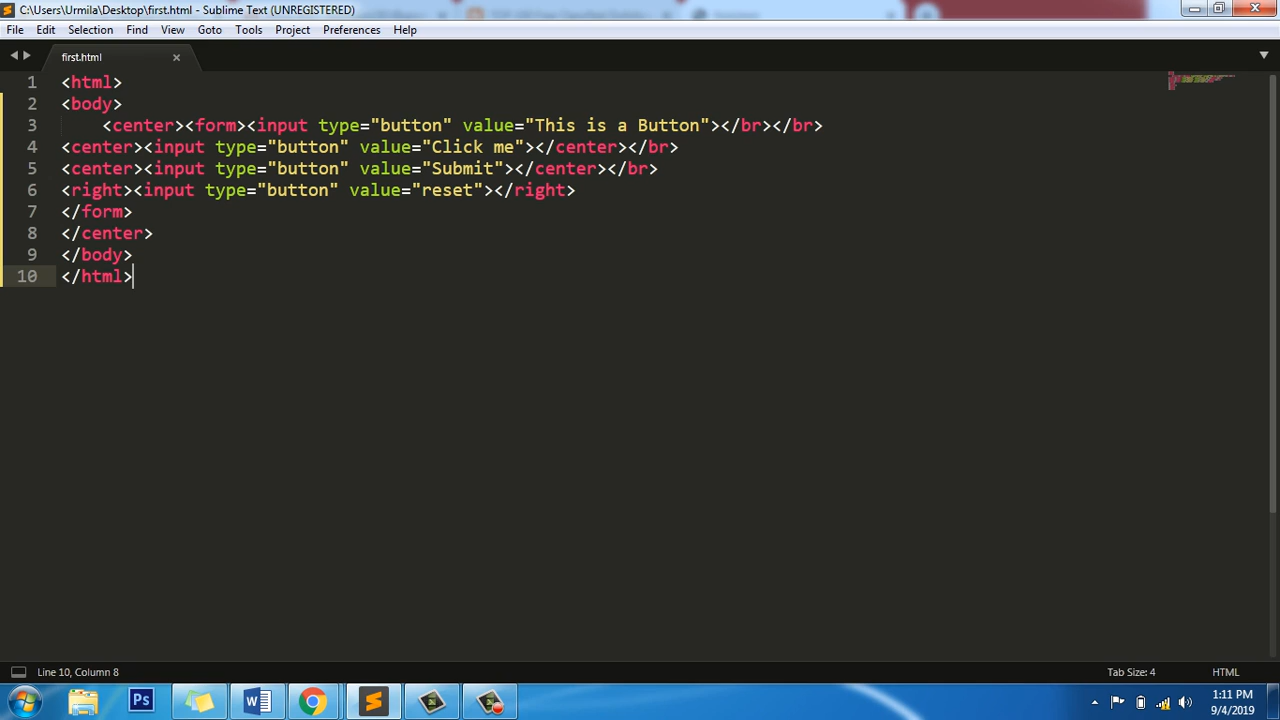 C:\Users\Urmila\Desktop\first.html - Sublime Text (UNREGISTERED)
File Edit Selection Find View Goto Tools Project Preferences Help
first.html
1 <html>
2 <body>
3 <center><form><input type="button" value="This is a Button"></br></br>
4 <center><input type="button" value="Click me"></center></br>
5 <center><input type="button" value="Submit"></center></br>
6 <right><input type="button" value="reset"></right>
7 </form>
8 </center>
9 </body>
10 </html>
Line 10, Column 8 Tab Size: 4 HTML
Ps W 1:11 PM
9/4/2019